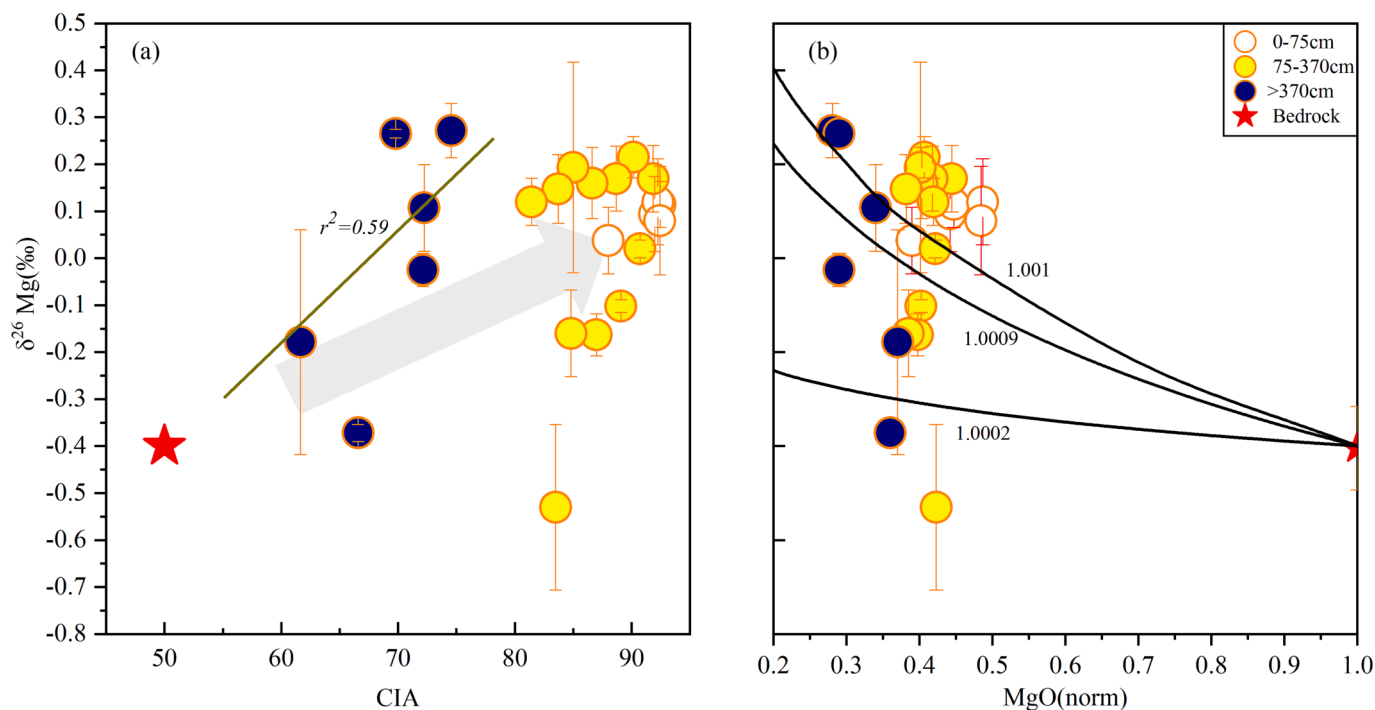 (a)
δ²⁶ Mg(‰)
0.5
0.4
0.3
0.2
0.1
0.0
-0.1
-0.2
-0.3
-0.4
-0.5
-0.6
-0.7
-0.8
r²=0.59
50 60 70 80 90
CIA
(b)
0-75cm
75-370cm
>370cm
Bedrock
1.001
1.0009
1.0002
0.2 0.3 0.4 0.5 0.6 0.7 0.8 0.9 1.0
MgO(norm)